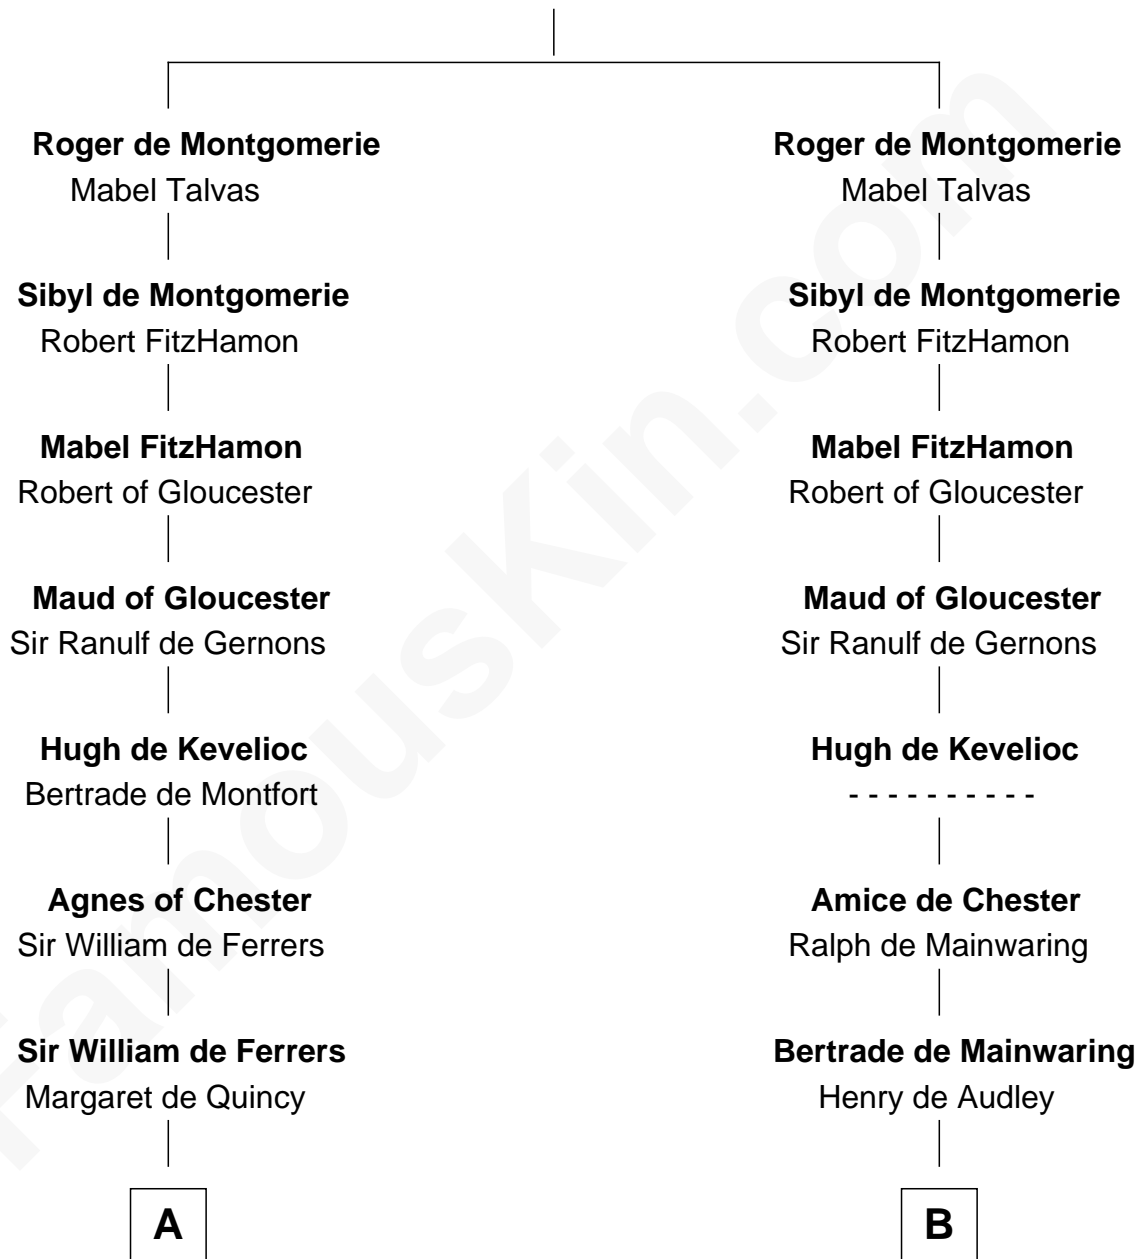 Roger de Montgomerie
Mabel Talvas
Sibyl de Montgomerie
Robert FitzHamon
Mabel FitzHamon
Robert of Gloucester
Maud of Gloucester
Sir Ranulf de Gernons
Hugh de Kevelioc
Bertrade de Montfort
Agnes of Chester
Sir William de Ferrers
Sir William de Ferrers
Margaret de Quincy
A
Roger de Montgomerie
Mabel Talvas
Sibyl de Montgomerie
Robert FitzHamon
Mabel FitzHamon
Robert of Gloucester
Maud of Gloucester
Sir Ranulf de Gernons
Hugh de Kevelioc
- - - - - - - - - -
Amice de Chester
Ralph de Mainwaring
Bertrade de Mainwaring
Henry de Audley
B
FamousKin.com